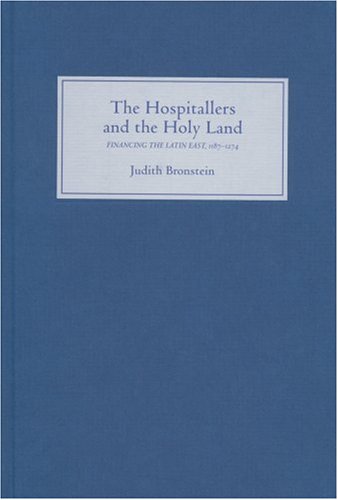 The Hospitallers
and the Holy Land
FINANCING THE LATIN EAST, 1187–1274
Judith Bronstein